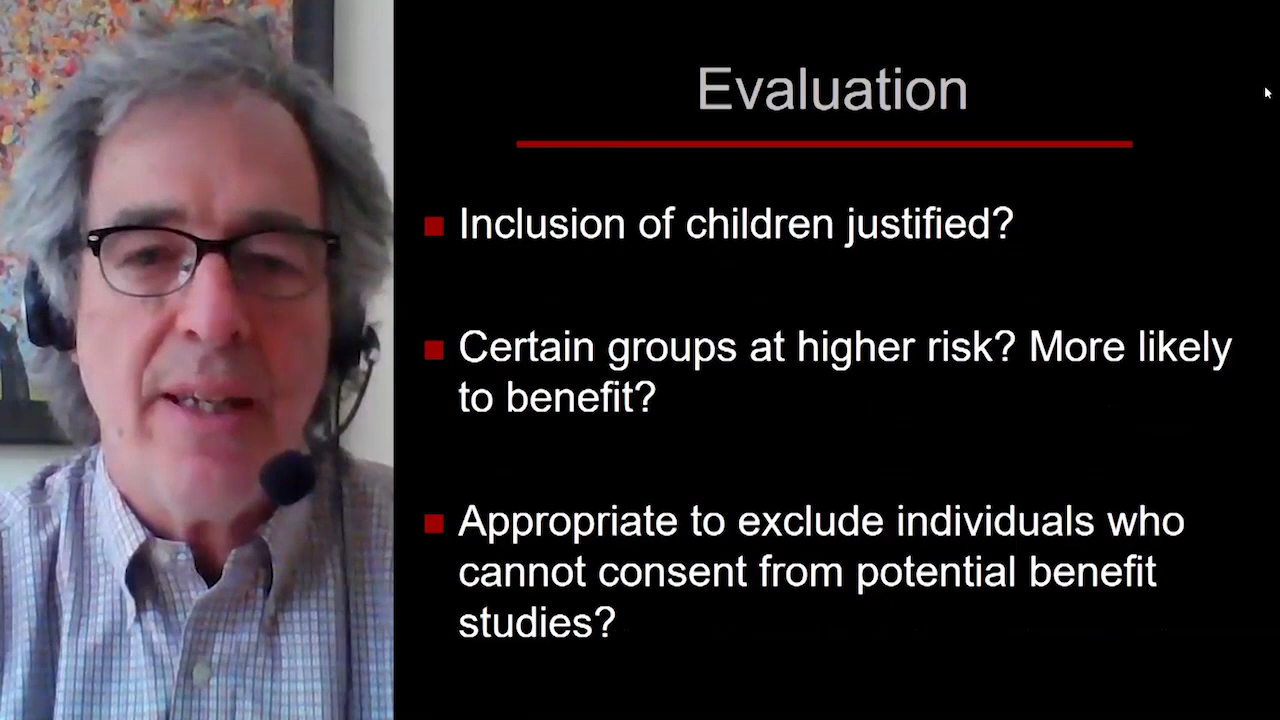 Evaluation
Inclusion of children justified?
Certain groups at higher risk? More likely
to benefit?
Appropriate to exclude individuals who
cannot consent from potential benefit
studies?